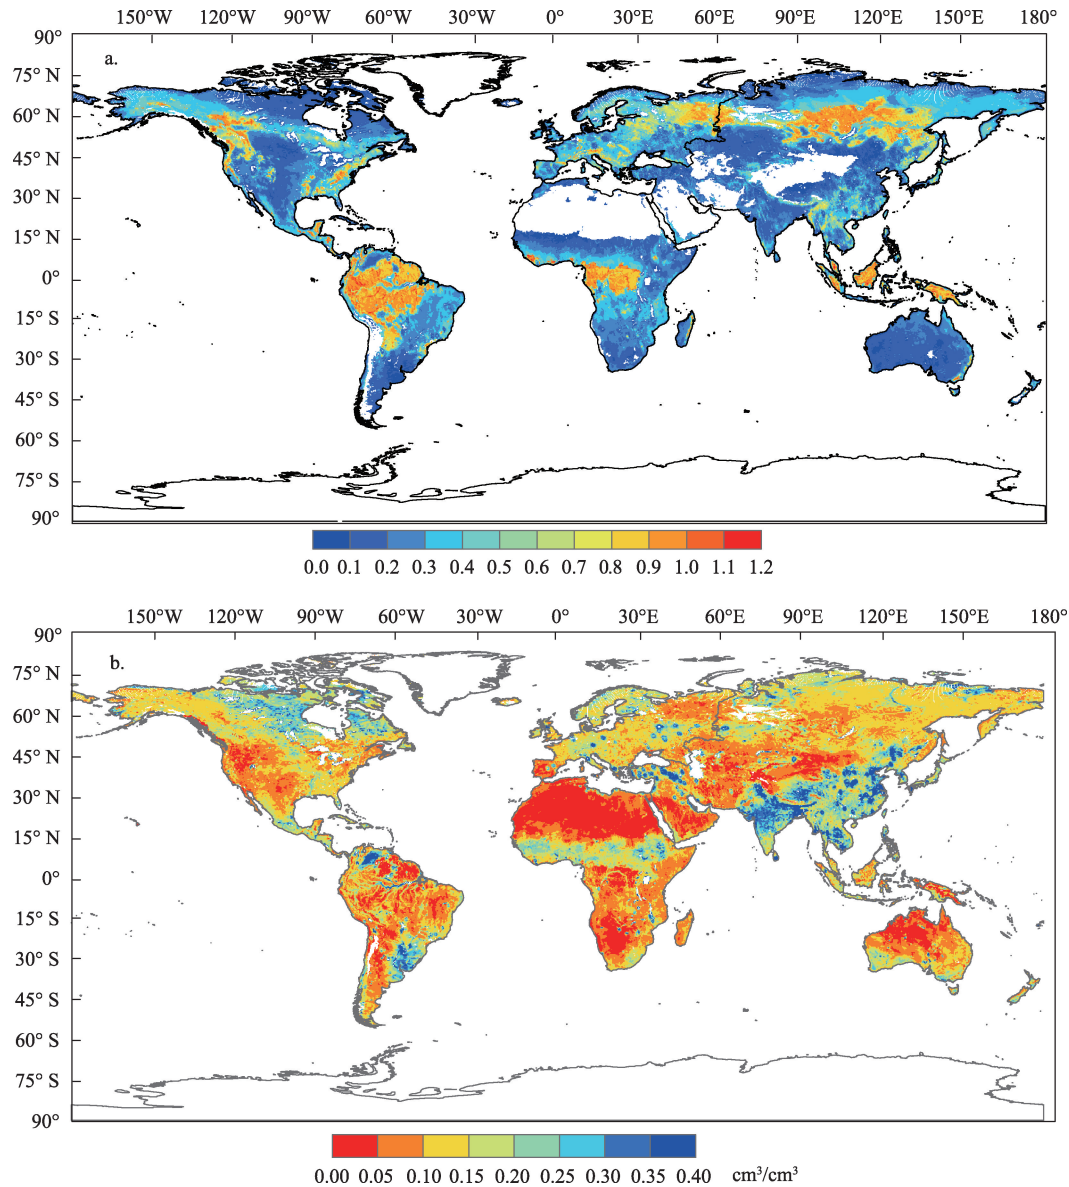 150°W 120°W 90°W 60°W 30°W 0° 30°E 60°E 90°E 120°E 150°E 180°
90°
a.
75° N
60° N
45° N
30° N
15° N
0°
15° S
30° S
45° S
60° S
75° S
90°
0.0 0.1 0.2 0.3 0.4 0.5 0.6 0.7 0.8 0.9 1.0 1.1 1.2
150°W 120°W 90°W 60°W 30°W 0° 30°E 60°E 90°E 120°E 150°E 180°
90°
b.
75° N
60° N
45° N
30° N
15° N
0°
15° S
30° S
45° S
60° S
75° S
90°
0.00 0.05 0.10 0.15 0.20 0.25 0.30 0.35 0.40 cm³/cm³